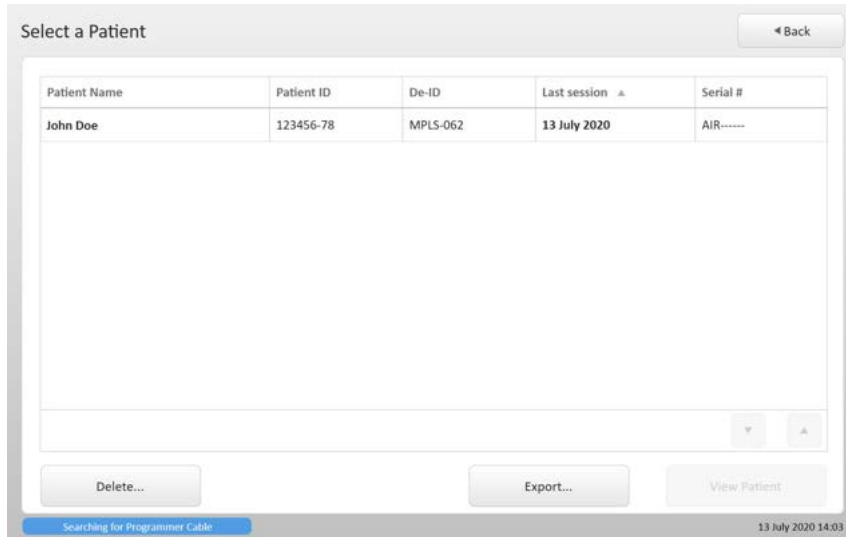 Select a Patient
Back
Patient Name Patient ID De-ID Last session Serial #
John Doe 123456-78 MPLS-062 13 July 2020 AIR------
Delete... Export... View Patient
Searching for Programmer Cable 13 July 2020 14:03